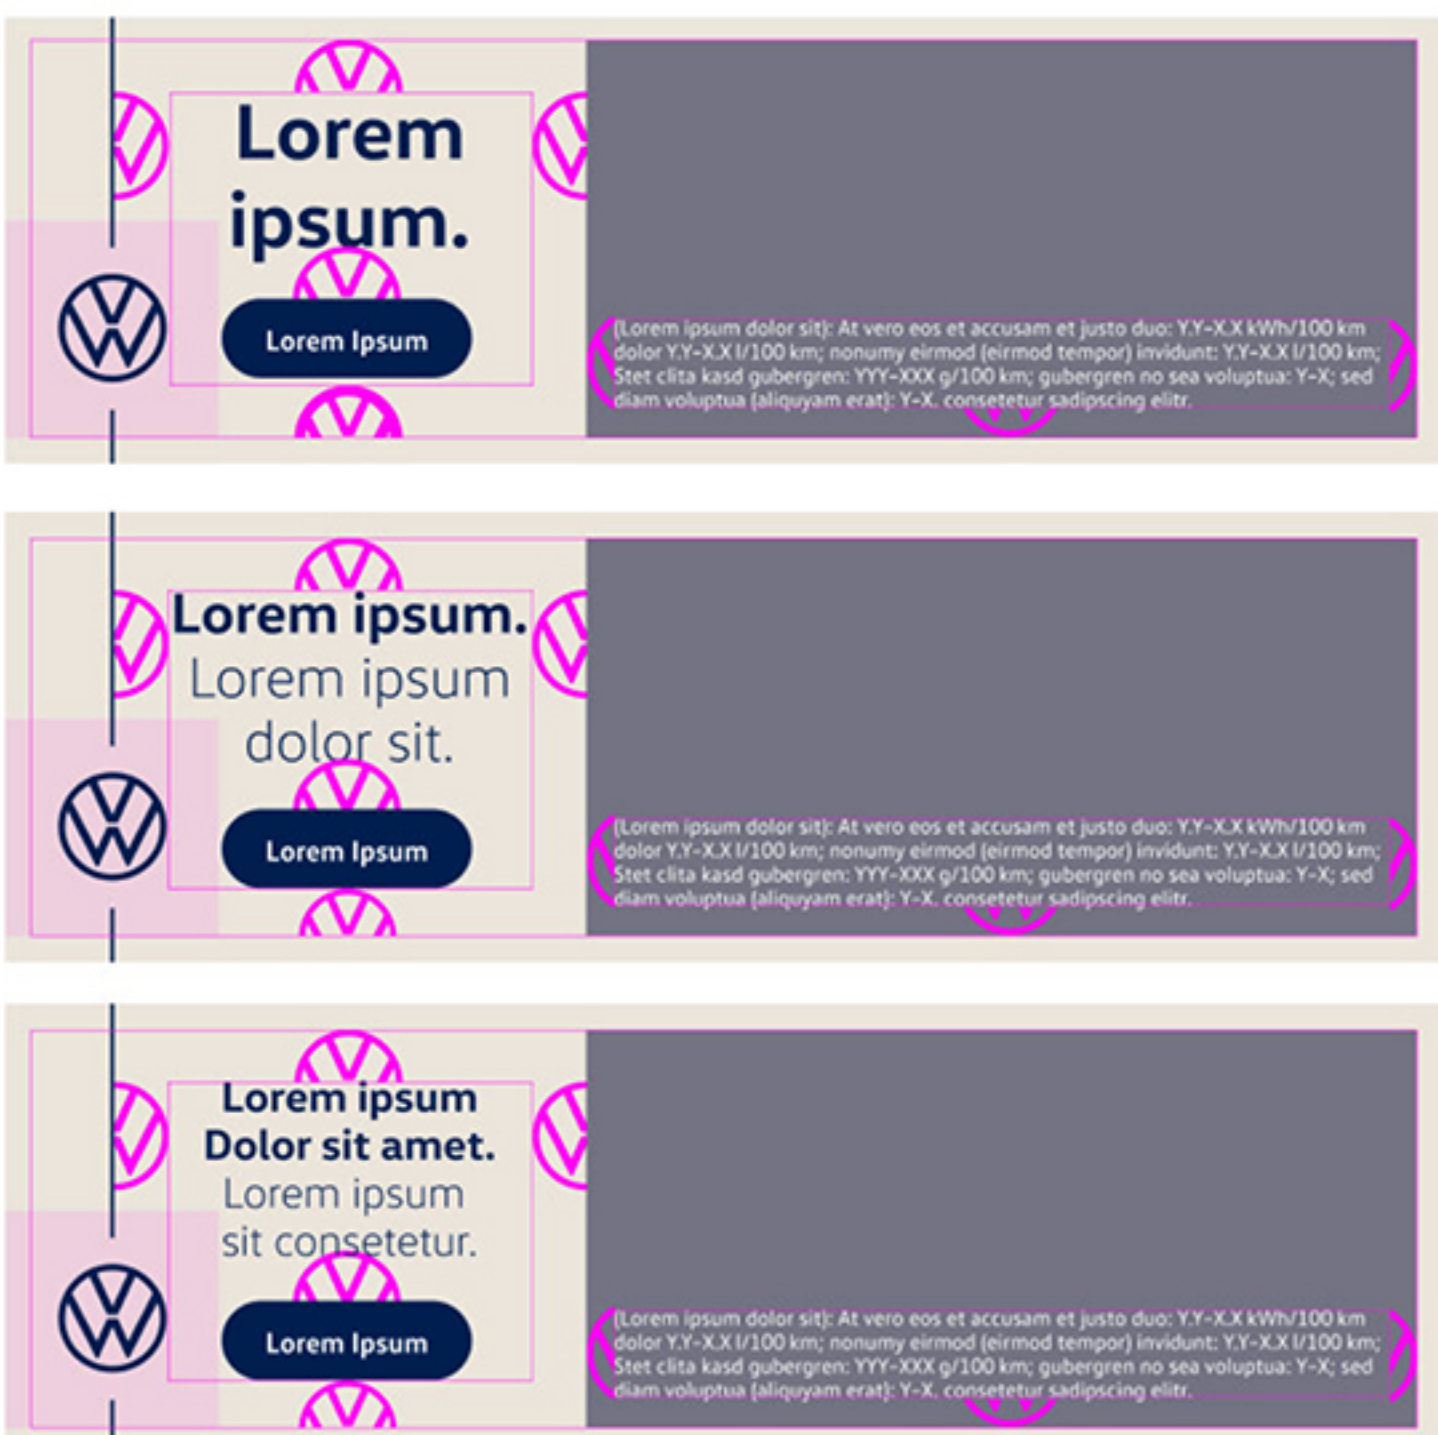 Lorem
ipsum.
Lorem Ipsum
(Lorem ipsum dolor sit): At vero eos et accusam et justo duo: Y.Y–X.X kWh/100 km
dolor Y.Y–X.X l/100 km; nonumy eirmod (eirmod tempor) invidunt: Y.Y–X.X l/100 km;
Stet clita kasd gubergren: YYY–XXX g/100 km; gubergren no sea voluptua: Y–X; sed
diam voluptua (aliquyam erat): Y–X. consetetur sadipscing elitr.
Lorem ipsum.
Lorem ipsum
dolor sit.
Lorem Ipsum
(Lorem ipsum dolor sit): At vero eos et accusam et justo duo: Y.Y–X.X kWh/100 km
dolor Y.Y–X.X l/100 km; nonumy eirmod (eirmod tempor) invidunt: Y.Y–X.X l/100 km;
Stet clita kasd gubergren: YYY–XXX g/100 km; gubergren no sea voluptua: Y–X; sed
diam voluptua (aliquyam erat): Y–X. consetetur sadipscing elitr.
Lorem ipsum
Dolor sit amet.
Lorem ipsum
sit consetetur.
Lorem Ipsum
(Lorem ipsum dolor sit): At vero eos et accusam et justo duo: Y.Y–X.X kWh/100 km
dolor Y.Y–X.X l/100 km; nonumy eirmod (eirmod tempor) invidunt: Y.Y–X.X l/100 km;
Stet clita kasd gubergren: YYY–XXX g/100 km; gubergren no sea voluptua: Y–X; sed
diam voluptua (aliquyam erat): Y–X. consetetur sadipscing elitr.